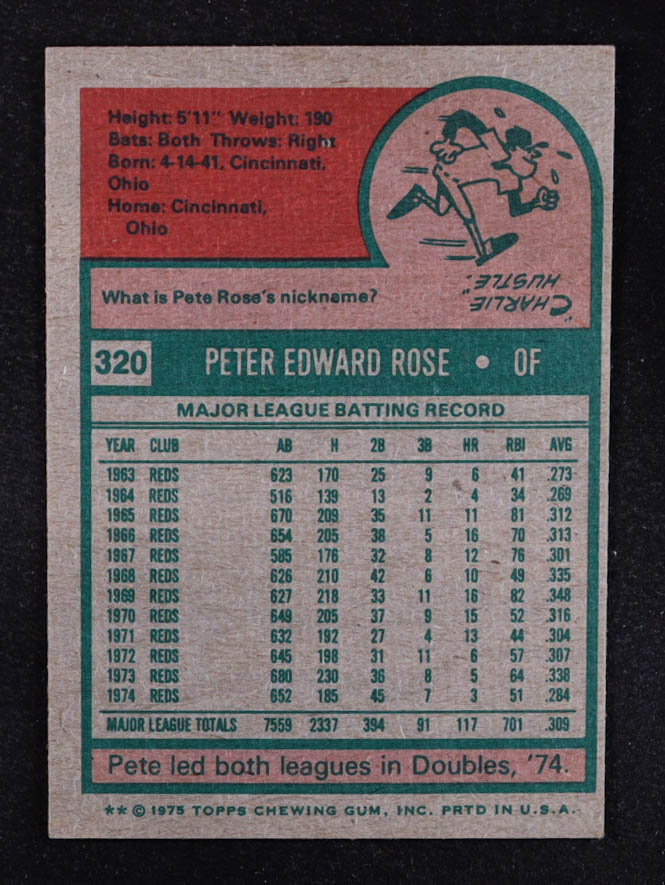 Height: 5'11" Weight: 190
Bats: Both Throws: Right
Born: 4-14-41, Cincinnati,
Ohio
Home: Cincinnati,
Ohio
What is Pete Rose's nickname?
"CHARLIE
HUSTLE."
320 PETER EDWARD ROSE • OF
MAJOR LEAGUE BATTING RECORD
YEAR CLUB AB H 2B 3B HR RBI AVG
1963 REDS 623 170 25 9 6 41 .273
1964 REDS 516 139 13 2 4 34 .269
1965 REDS 670 209 35 11 11 81 .312
1966 REDS 654 205 38 5 16 70 .313
1967 REDS 585 176 32 8 12 76 .301
1968 REDS 626 210 42 6 10 49 .335
1969 REDS 627 218 33 11 16 82 .348
1970 REDS 649 205 37 9 15 52 .316
1971 REDS 632 192 27 4 13 44 .304
1972 REDS 645 198 31 11 6 57 .307
1973 REDS 680 230 36 8 5 64 .338
1974 REDS 652 185 45 7 3 51 .284
MAJOR LEAGUE TOTALS 7559 2337 394 91 117 701 .309
Pete led both leagues in Doubles, '74.
** © 1975 TOPPS CHEWING GUM, INC. PRTD IN U.S.A.